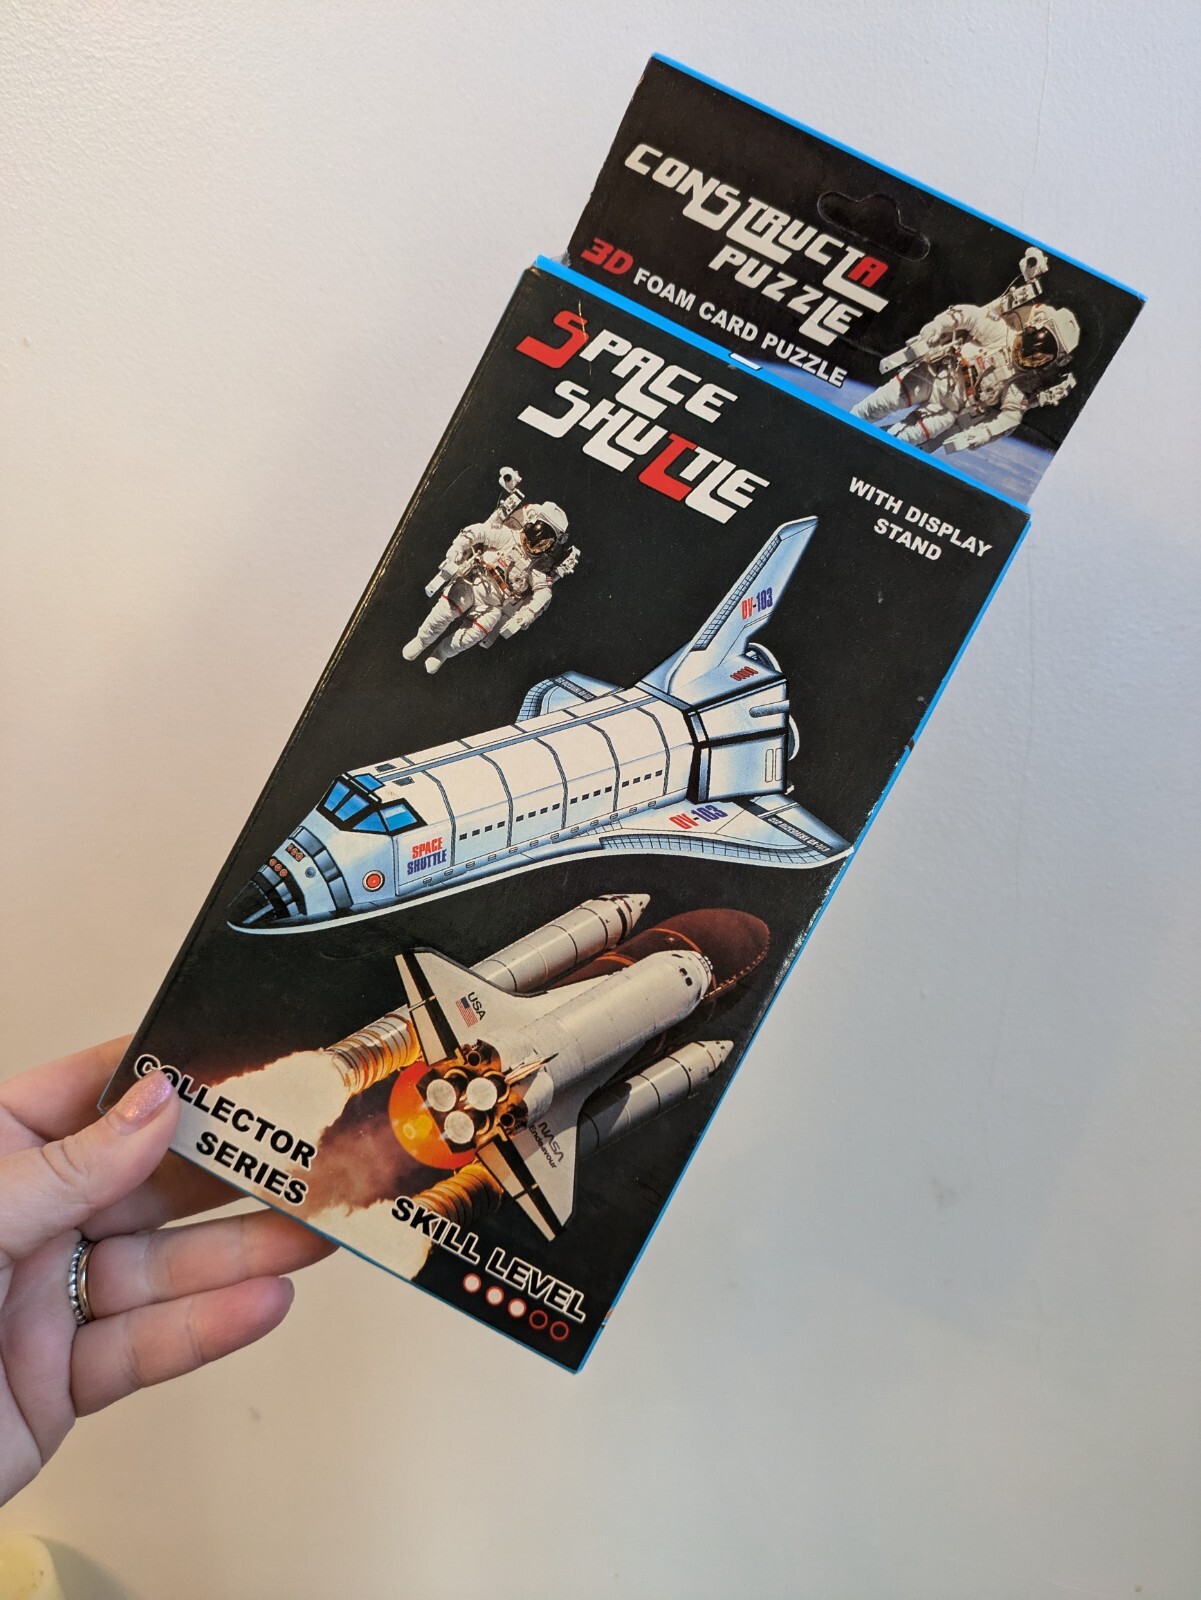 CONSTRUCTA
PUZZLE
3D FOAM CARD PUZZLE
SPACE
SHUTTLE
WITH DISPLAY
STAND
OV-103
OV-103
SPACE
SHUTTLE
USA
NASA
Endeavour
COLLECTOR
SERIES
SKILL LEVEL